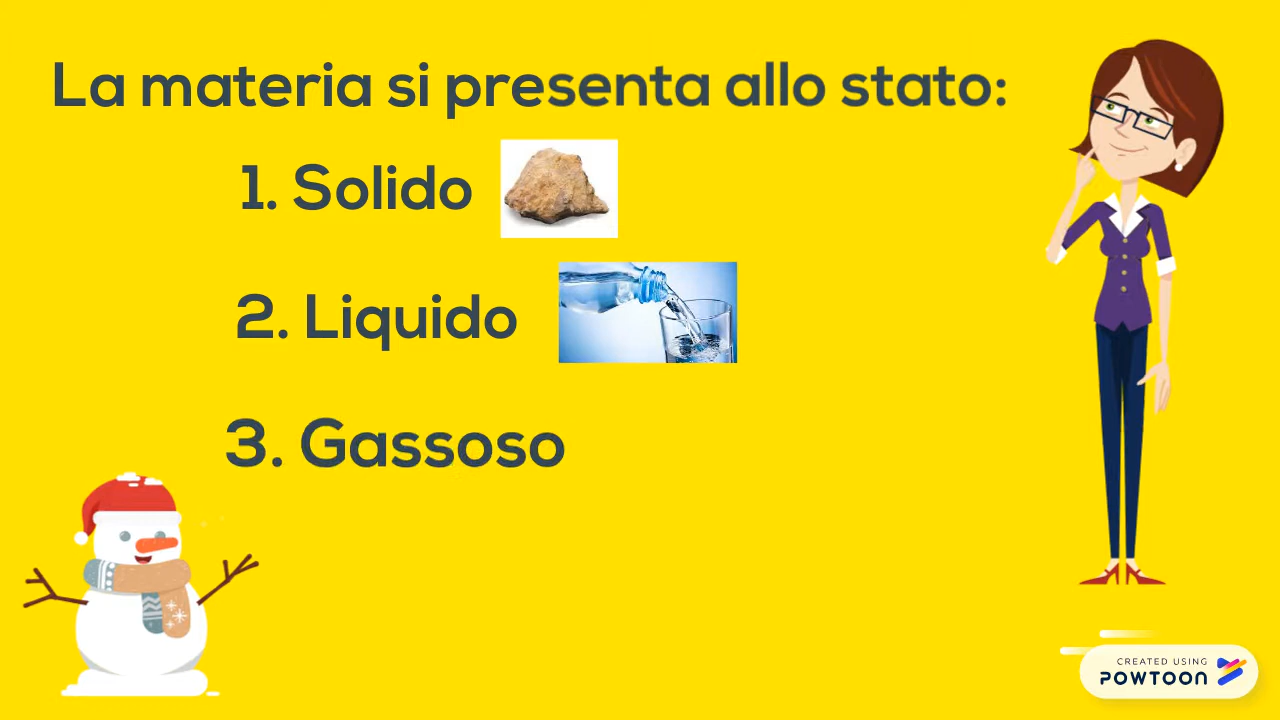 La materia si presenta allo stato:
1. Solido
2. Liquido
3. Gassoso
CREATED USING
POWTOON